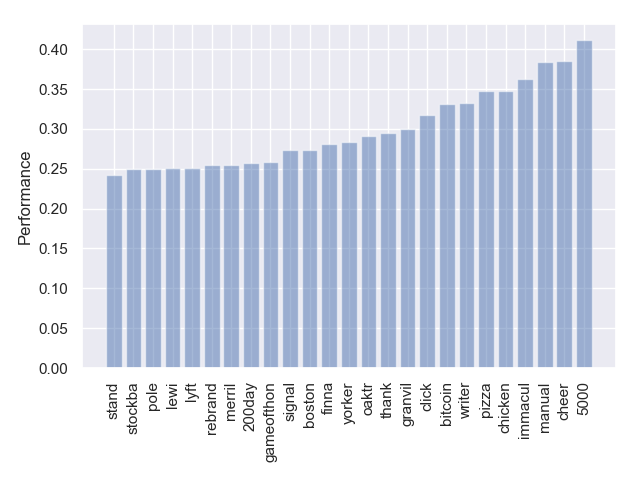 0.40
0.35
0.30
0.25
0.20
0.15
0.10
0.05
0.00
Performance
stand
stockba
pole
lewi
lyft
rebrand
merril
200day
gameofthon
signal
boston
finna
yorker
oaktr
thank
granvil
click
bitcoin
writer
pizza
chicken
immacul
manual
cheer
5000